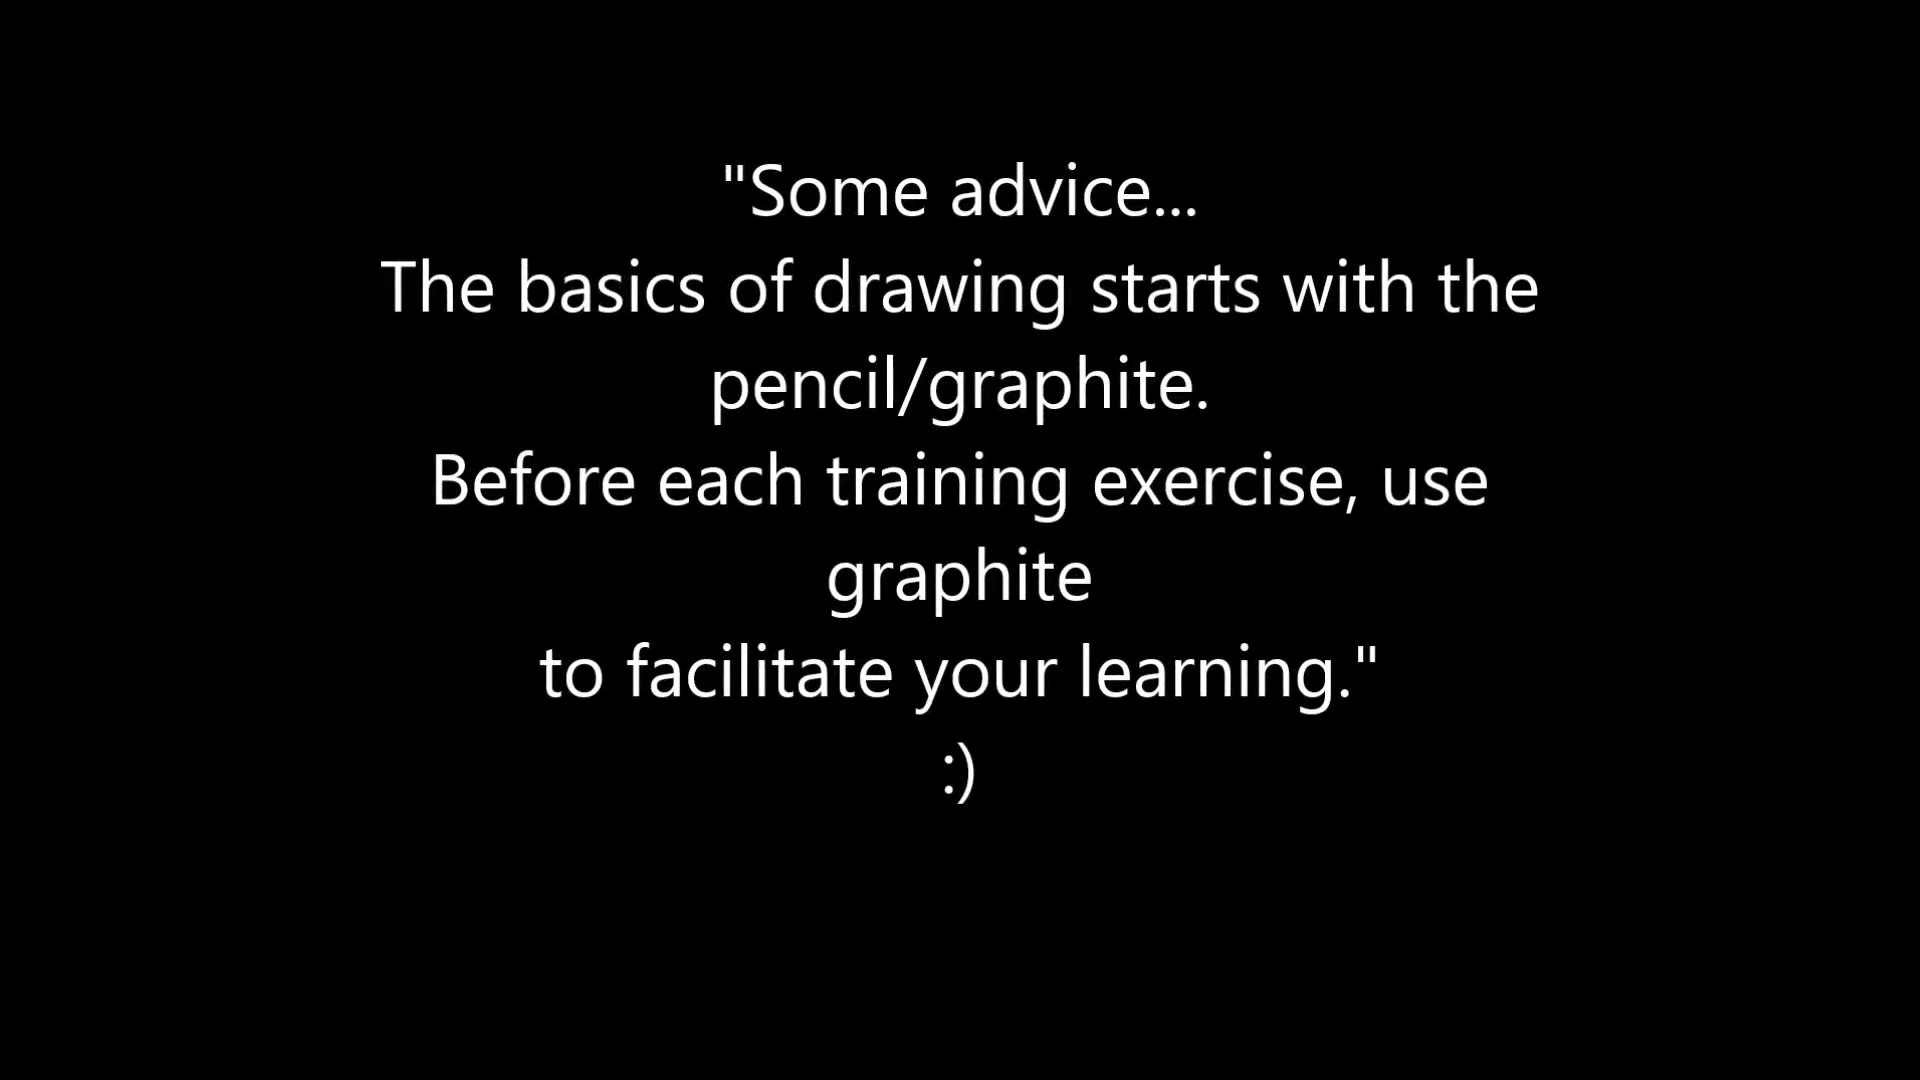 "Some advice...
The basics of drawing starts with the
pencil/graphite.
Before each training exercise, use
graphite
to facilitate your learning."
:)